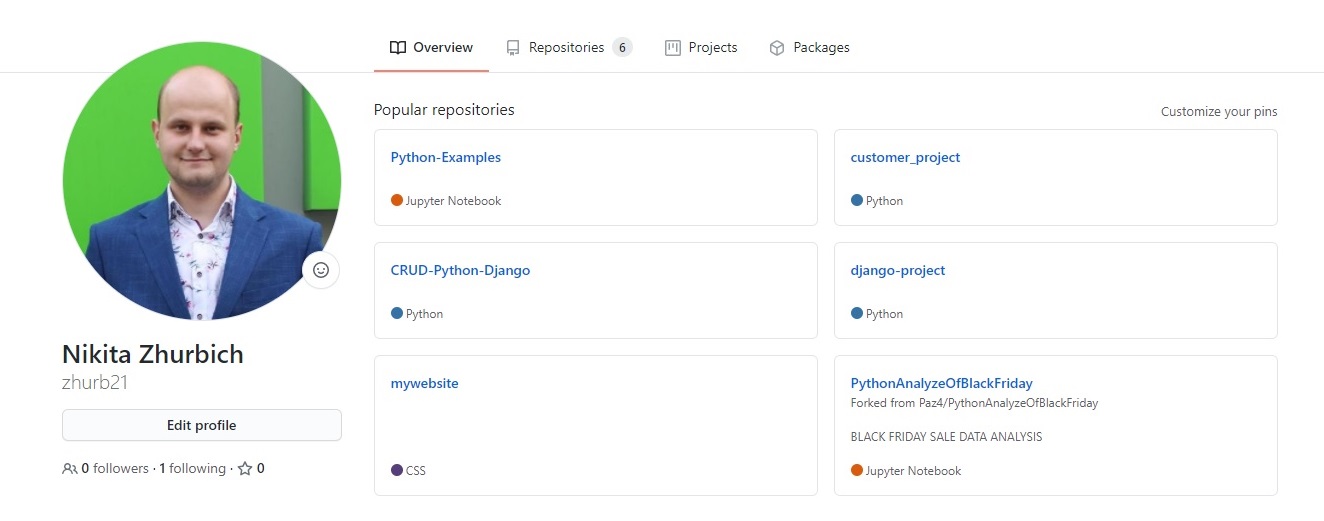 Overview Repositories 6 Projects Packages
Popular repositories
Customize your pins
Python-Examples
Jupyter Notebook
customer_project
Python
CRUD-Python-Django
Python
django-project
Python
mywebsite
CSS
PythonAnalyzeOfBlackFriday
Forked from Paz4/PythonAnalyzeOfBlackFriday
BLACK FRIDAY SALE DATA ANALYSIS
Jupyter Notebook
Nikita Zhurbich
zhurb21
Edit profile
0 followers · 1 following · 0